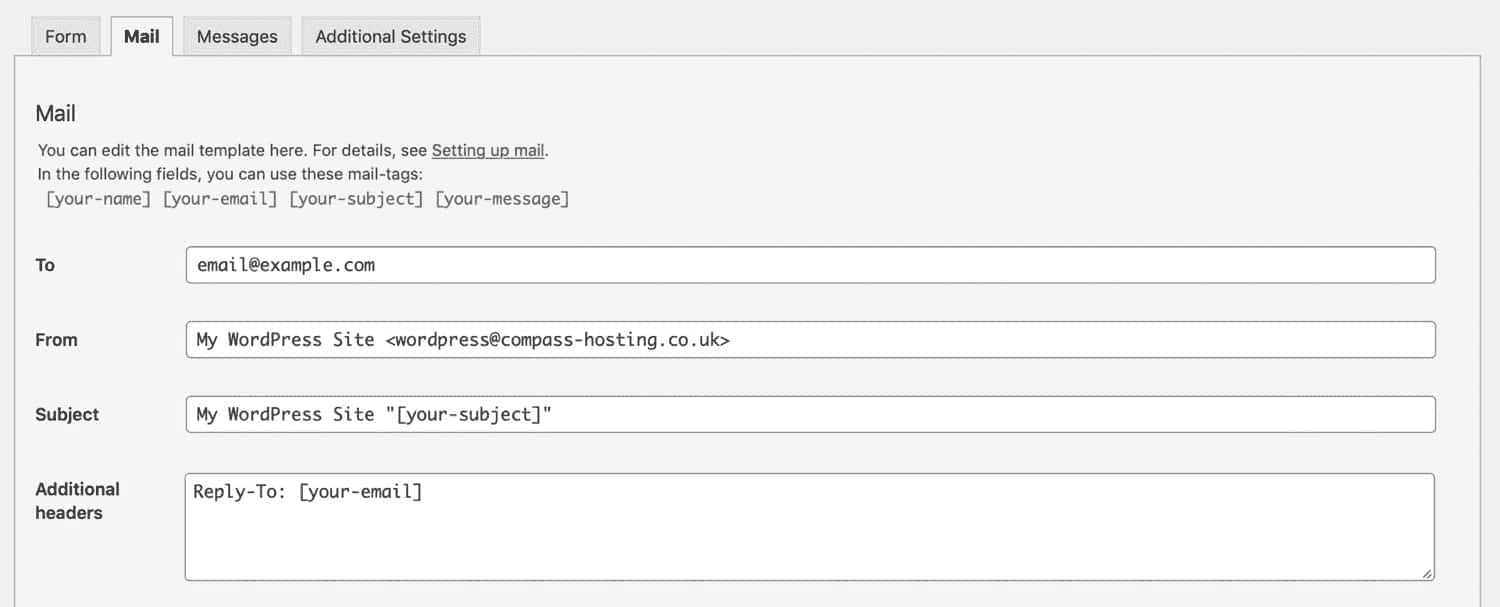 Form Mail Messages Additional Settings
Mail
You can edit the mail template here. For details, see Setting up mail.
In the following fields, you can use these mail-tags:
[your-name] [your-email] [your-subject] [your-message]
To email@example.com
From My WordPress Site <wordpress@compass-hosting.co.uk>
Subject My WordPress Site "[your-subject]"
Additional headers Reply-To: [your-email]